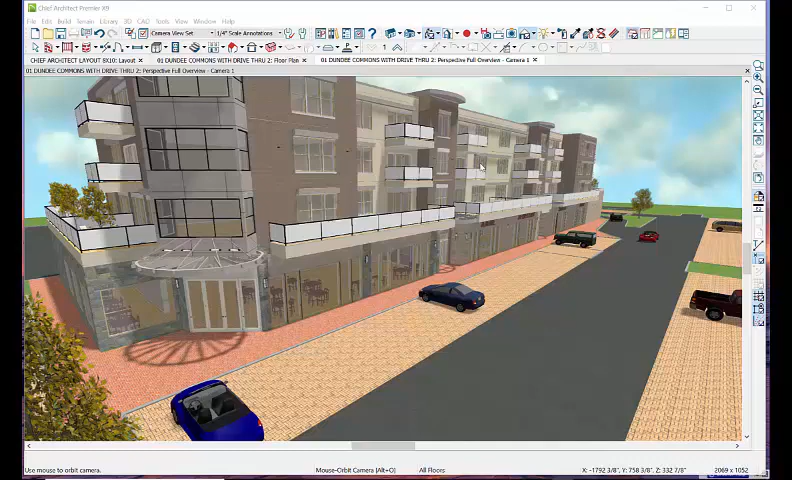 Chief Architect Premier X9
File Edit Build Terrain Library 3D CAD Tools View Window Help
Camera View Set 1/4" Scale Annotations
CHIEF ARCHITECT LAYOUT 8X10: Layout 01 DUNDEE COMMONS WITH DRIVE THRU 2: Floor Plan 01 DUNDEE COMMONS WITH DRIVE THRU 2: Perspective Full Overview - Camera 1
01 DUNDEE COMMONS WITH DRIVE THRU 2: Perspective Full Overview - Camera 1
Use mouse to orbit camera. Mouse-Orbit Camera (Alt+O) All Floors X: -1792 3/8", Y: 758 3/8", Z: 332 7/8" 2069 x 1052